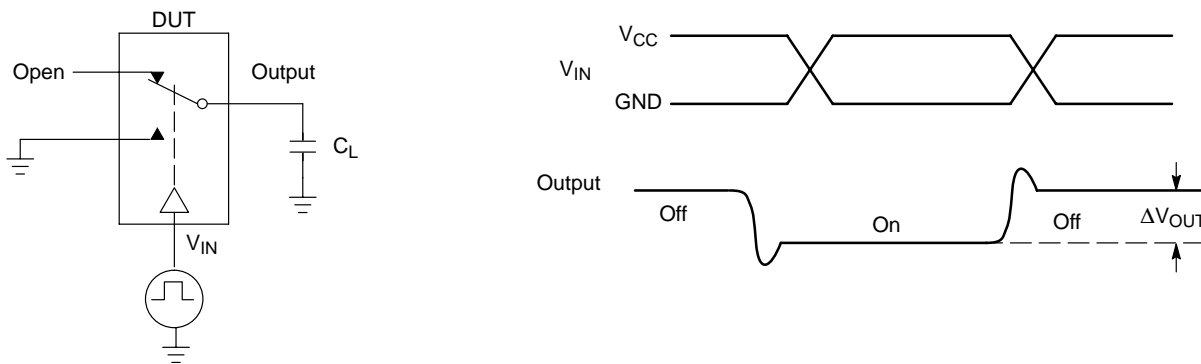 DUT
Open
Output
C_L
V_IN
V_CC
V_IN
GND
Output
Off
On
Off
ΔV_OUT